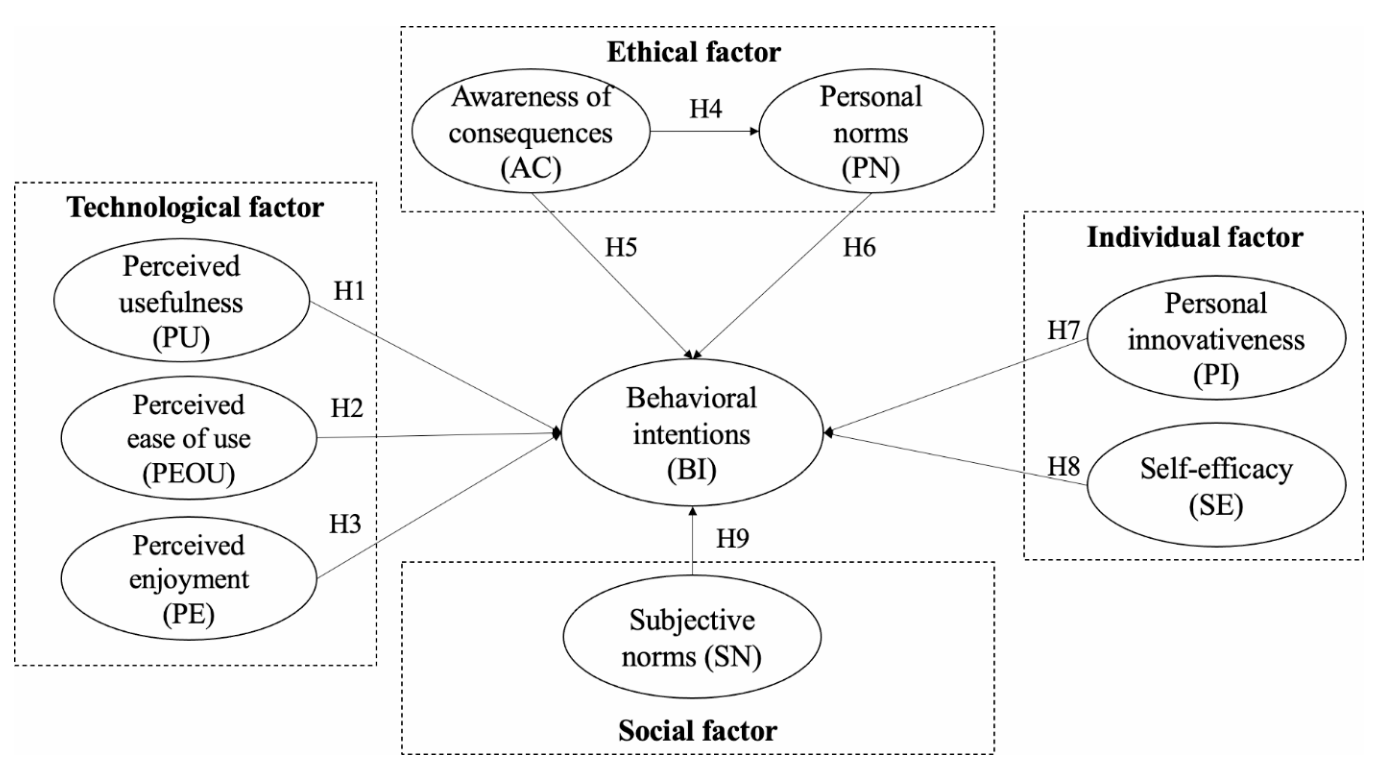 Ethical factor
Awareness of
consequences
(AC)
H4
Personal
norms
(PN)
Technological factor
Perceived
usefulness
(PU)
H1
Perceived
ease of use
(PEOU)
H2
Perceived
enjoyment
(PE)
H3
H5
H6
Behavioral
intentions
(BI)
Individual factor
Personal
innovativeness
(PI)
H7
Self-efficacy
(SE)
H8
H9
Subjective
norms (SN)
Social factor